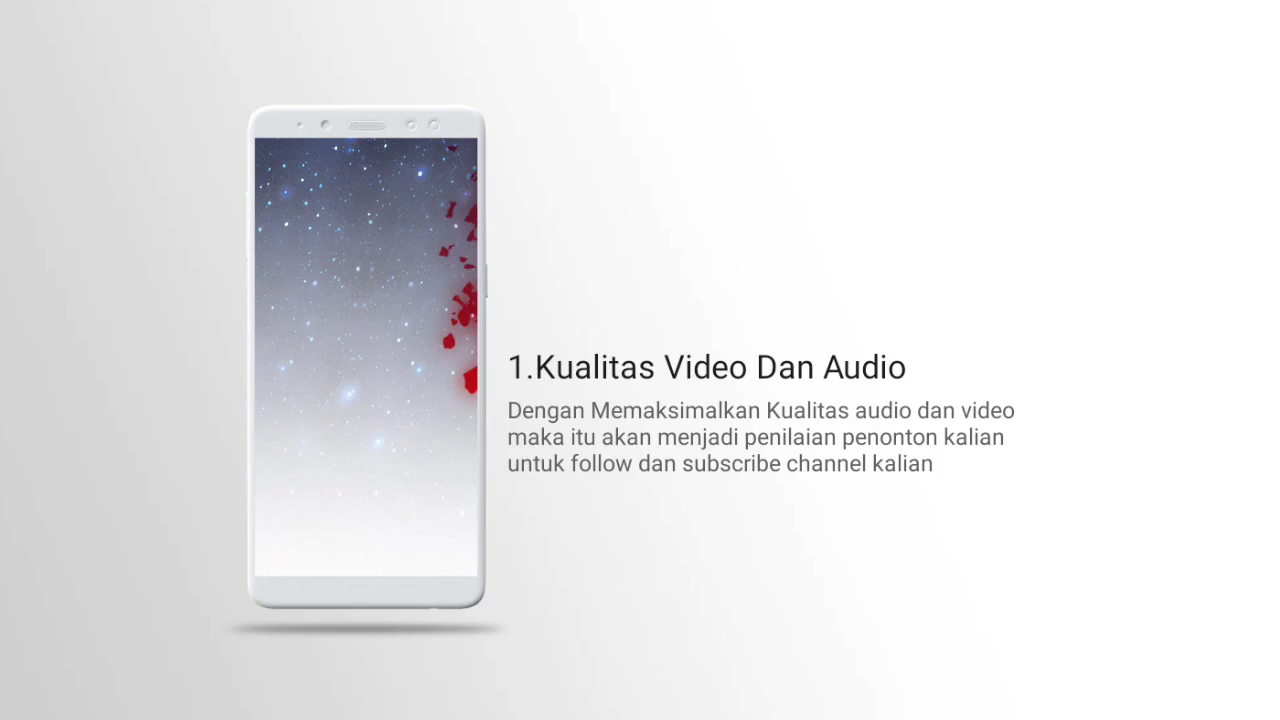 1.Kualitas Video Dan Audio
Dengan Memaksimalkan Kualitas audio dan video
maka itu akan menjadi penilaian penonton kalian
untuk follow dan subscribe channel kalian